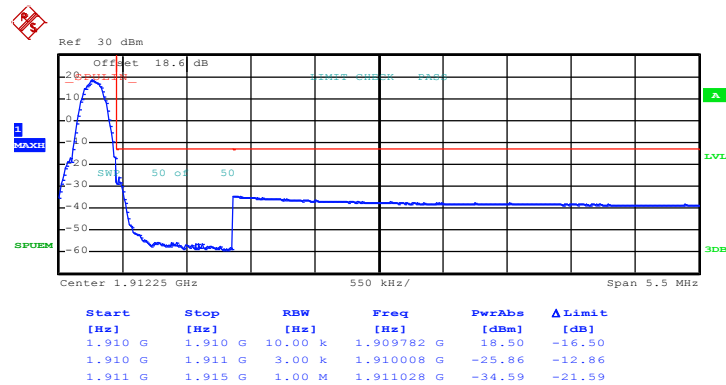 R S
Ref 30 dBm
Offset 18.6 dB
20
_SPULIN_
LIMIT CHECK PASS
10
A
0
1
-10
MAXH
LVL
-20
SWP 50 of 50
-30
-40
-50
SPUEM
3DB
-60
Center 1.91225 GHz 550 kHz/ Span 5.5 MHz
Start Stop RBW Freq PwrAbs Δ Limit
[Hz] [Hz] [Hz] [Hz] [dBm] [dB]
1.910 G 1.910 G 10.00 k 1.909782 G 18.50 -16.50
1.910 G 1.911 G 3.00 k 1.910008 G -25.86 -12.86
1.911 G 1.915 G 1.00 M 1.911028 G -34.59 -21.59